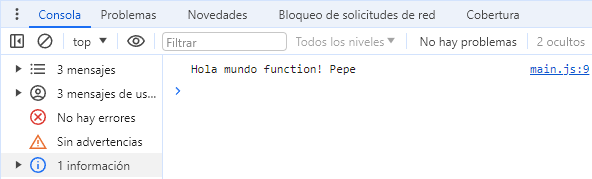 Consola Problemas Novedades Bloqueo de solicitudes de red Cobertura
top Filtrar Todos los niveles No hay problemas 2 ocultos
3 mensajes
3 mensajes de us...
No hay errores
Sin advertencias
1 información
Hola mundo function! Pepe main.js:9
>